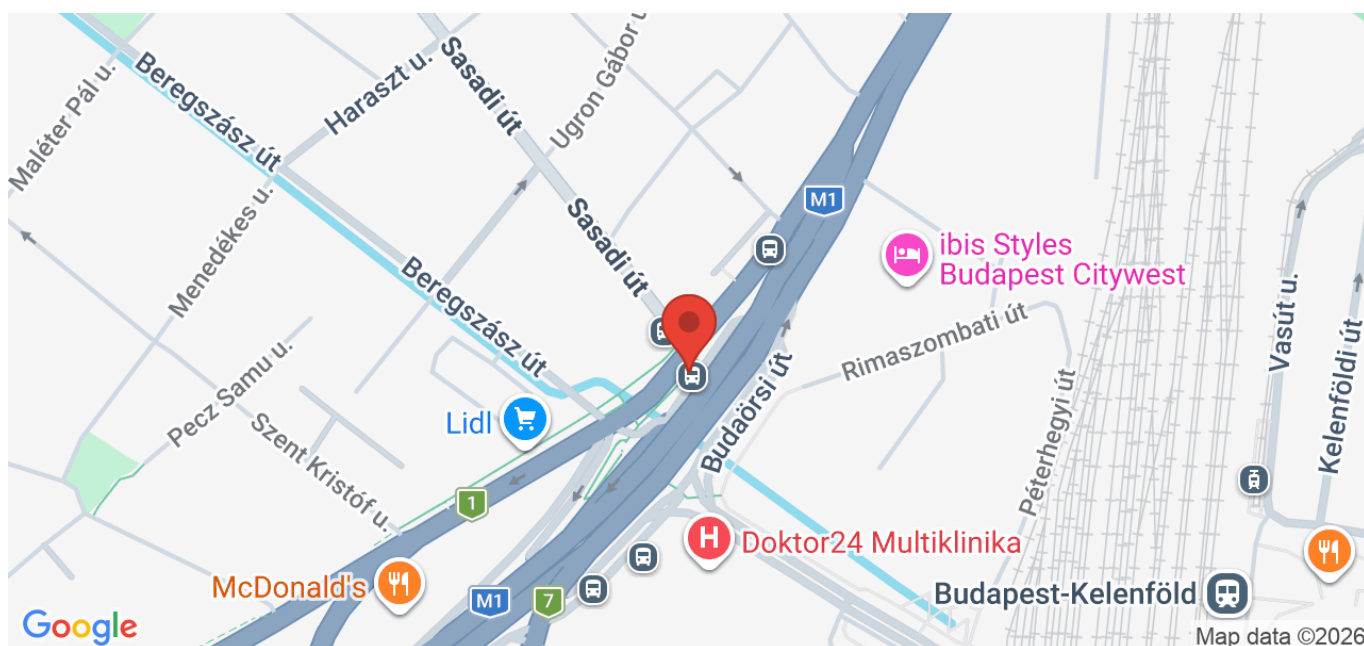 Maléter Pál u.
Beregszász út
Haraszt u.
Sasadi út
Ugron Gábor u
Menedékes u.
Sasadi út
M1
ibis Styles
Budapest Citywest
Beregszász út
Vasút u.
Kelenföldi út
Rimaszombati út
Pecz Samu u.
Lidl
Budaörsi út
Péterhegyi út
Szent Kristóf u.
1
H
Doktor24 Multiklinika
McDonald's
M1
7
Budapest-Kelenföld
Google
Map data ©2026